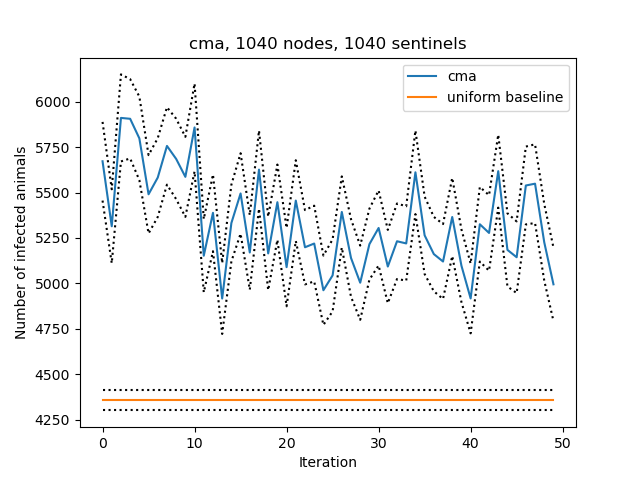 cma, 1040 nodes, 1040 sentinels
cma
uniform baseline
Number of infected animals
6000
5750
5500
5250
5000
4750
4500
4250
0 10 20 30 40 50
Iteration